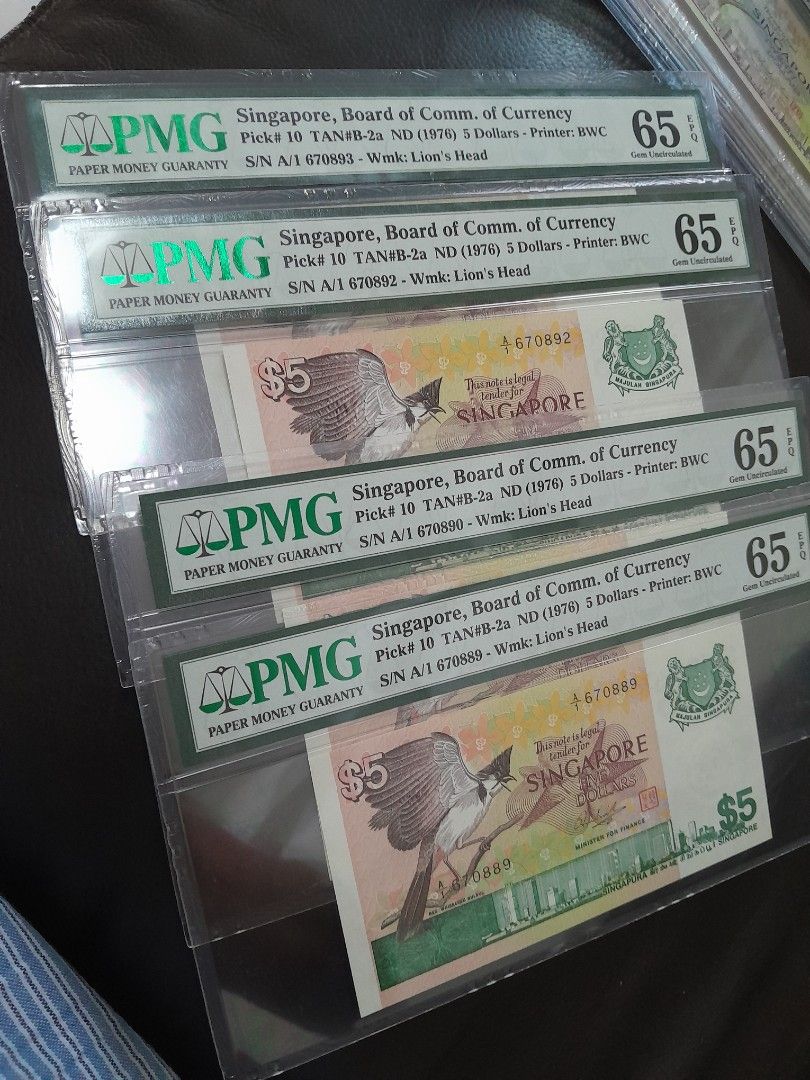 PMG
PAPER MONEY GUARANTY
Singapore, Board of Comm. of Currency
Pick# 10 TAN#B-2a ND (1976) 5 Dollars - Printer: BWC
S/N A/1 670893 - Wmk: Lion's Head
65 EPQ
Gem Uncirculated
PMG
PAPER MONEY GUARANTY
Singapore, Board of Comm. of Currency
Pick# 10 TAN#B-2a ND (1976) 5 Dollars - Printer: BWC
S/N A/1 670892 - Wmk: Lion's Head
65 EPQ
Gem Uncirculated
$5
A/1 670892
This note is legal
tender for
SINGAPORE
MAJULAH SINGAPURA
PMG
PAPER MONEY GUARANTY
Singapore, Board of Comm. of Currency
Pick# 10 TAN#B-2a ND (1976) 5 Dollars - Printer: BWC
S/N A/1 670890 - Wmk: Lion's Head
65 EPQ
Gem Uncirculated
PMG
PAPER MONEY GUARANTY
Singapore, Board of Comm. of Currency
Pick# 10 TAN#B-2a ND (1976) 5 Dollars - Printer: BWC
S/N A/1 670889 - Wmk: Lion's Head
65 EPQ
Gem Uncirculated
$5
A/1 670889
This note is legal
tender for
SINGAPORE
FIVE
DOLLARS
MINISTER FOR FINANCE
MAJULAH SINGAPURA
A/1 670889
$5
SINGAPURA
SINGAPORE